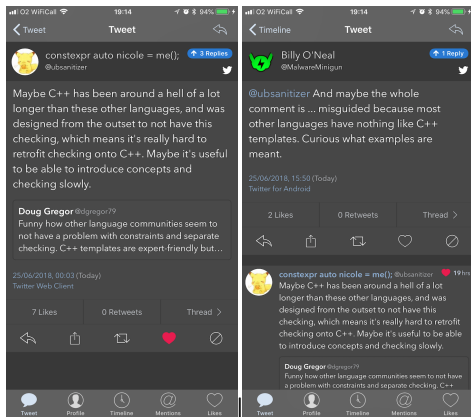 o2 WiFiCall 19:14 94%
Tweet Tweet
constexpr auto nicole = me(); 3 Replies
@ubsanitizer
Maybe C++ has been around a hell of a lot
longer than these other languages, and was
designed from the outset to not have this
checking, which means it's really hard to
retrofit checking onto C++. Maybe it's useful
to be able to introduce concepts and
checking slowly.
Doug Gregor @dgregor79
Funny how other language communities seem to
not have a problem with constraints and separate
checking. C++ templates are expert-friendly but...
25/06/2018, 00:03 (Today)
Twitter Web Client
7 Likes 0 Retweets Thread
Tweet Profile Timeline Mentions Likes
o2 WiFiCall 19:14 94%
Timeline Tweet
Billy O'Neal 1 Reply
@MalwareMinigun
@ubsanitizer And maybe the whole
comment is ... misguided because most
other languages have nothing like C++
templates. Curious what examples are
meant.
25/06/2018, 15:50 (Today)
Twitter for Android
2 Likes 0 Retweets Thread
constexpr auto nicole = me(); @ubsanitizer 19hrs
Maybe C++ has been around a hell of a lot
longer than these other languages, and was
designed from the outset to not have this
checking, which means it's really hard to
retrofit checking onto C++. Maybe it's useful
to be able to introduce concepts and
checking slowly.
Doug Gregor @dgregor79
Funny how other language communities seem to not have
a problem with constraints and separate checking. C++
Tweet Profile Timeline Mentions Likes